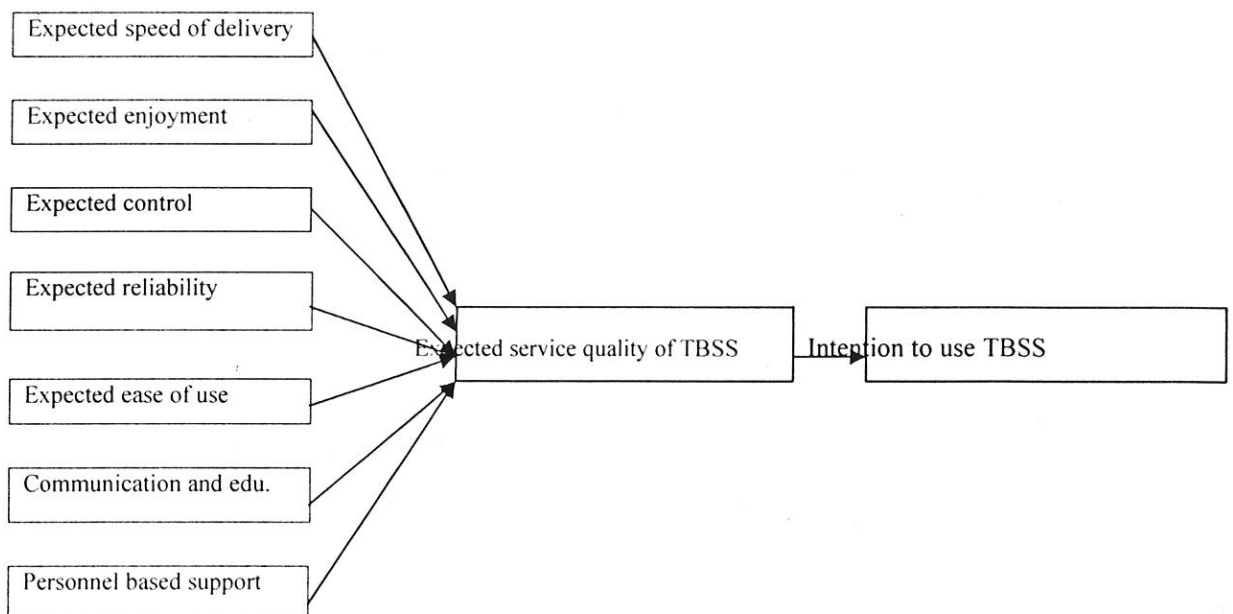 Expected speed of delivery
Expected enjoyment
Expected control
Expected reliability
Expected service quality of TBSS
Intention to use TBSS
Expected ease of use
Communication and edu.
Personnel based support